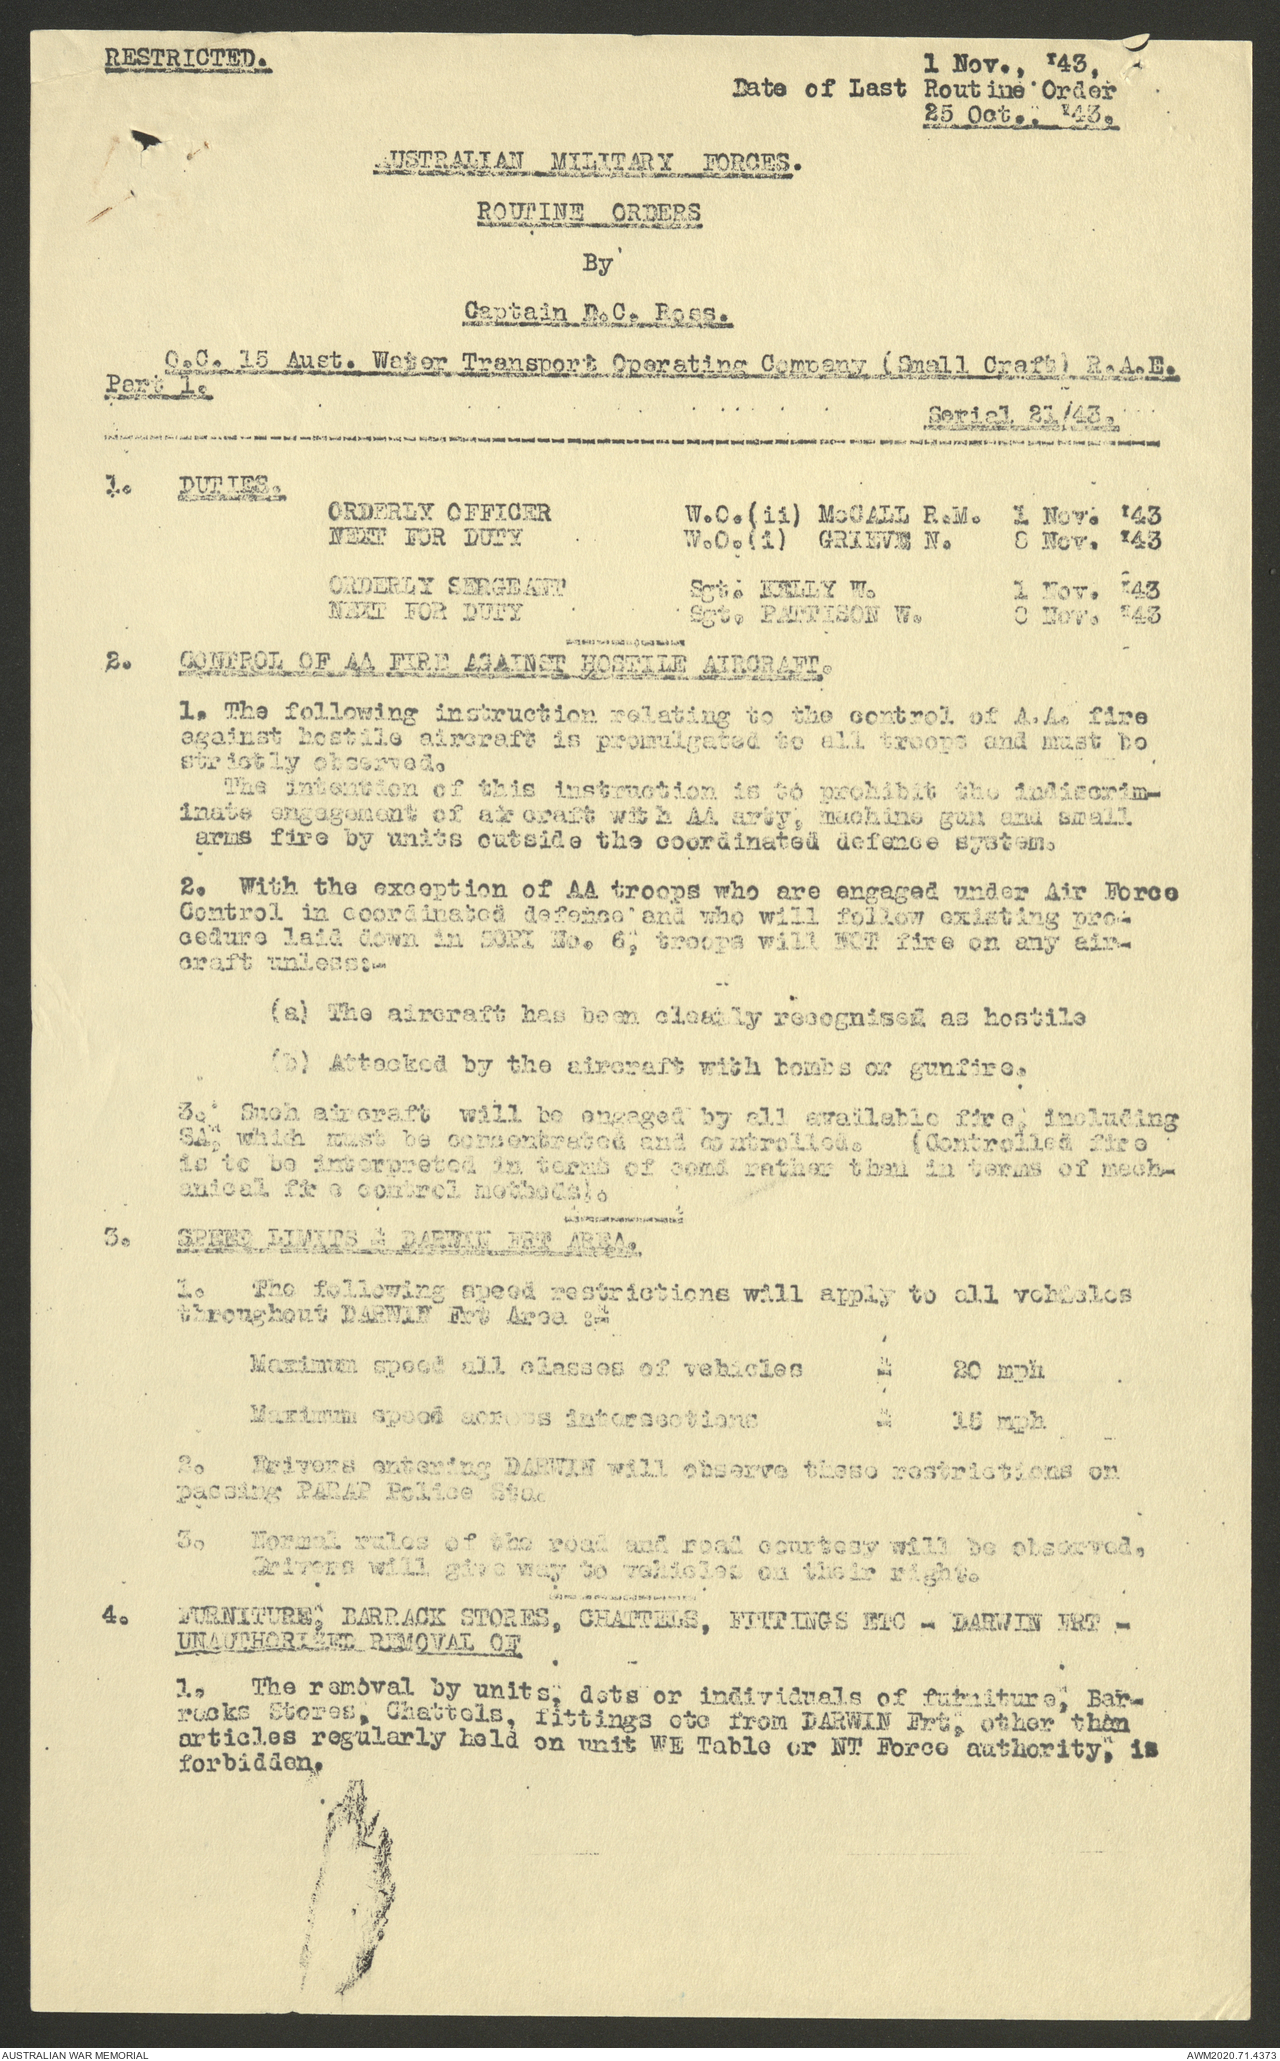 RESTRICTED.
1 Nov., '43,
Date of Last Routine Order
25 Oct., '43.
AUSTRALIAN MILITARY FORCES.
ROUTINE ORDERS
By
Captain D.C. Ross.
O.C. 15 Aust. Water Transport Operating Company (Small Craft) R.A.E.
Part 1.
Serial 21/43.
1. DUTIES.
ORDERLY OFFICER W.O.(ii) McCALL R.M. 1 Nov. '43
NEXT FOR DUTY W.O.(i) GRIEVE N. 8 Nov. '43
ORDERLY SERGEANT Sgt. KELLY W. 1 Nov. '43
NEXT FOR DUTY Sgt. PATTISON W. 8 Nov. '43
2. CONTROL OF AA FIRE AGAINST HOSTILE AIRCRAFT.
1. The following instruction relating to the control of A.A. fire
against hostile aircraft is promulgated to all troops and must be
strictly observed.
The intention of this instruction is to prohibit the indiscrim-
inate engagement of aircraft with AA arty, machine gun and small
arms fire by units outside the coordinated defence system.
2. With the exception of AA troops who are engaged under Air Force
Control in coordinated defence and who will follow existing pro-
cedure laid down in SOPI No. 6, troops will NOT fire on any air-
craft unless:-
(a) The aircraft has been clearly recognised as hostile
(b) Attacked by the aircraft with bombs or gunfire.
3. Such aircraft will be engaged by all available fire, including
SA, which must be concentrated and controlled. (Controlled fire
is to be interpreted in terms of comd rather than in terms of mech-
anical fire control methods).
3. SPEED LIMITS - DARWIN FRT AREA.
1. The following speed restrictions will apply to all vehicles
throughout DARWIN Frt Area :-
Maximum speed all classes of vehicles - 20 mph
Maximum speed across intersections - 15 mph
2. Drivers entering DARWIN will observe these restrictions on
passing PARAP Police Stn.
3. Normal rules of the road and road courtesy will be observed.
Drivers will give way to vehicles on their right.
4. FURNITURE, BARRACK STORES, CHATTELS, FITTINGS ETC - DARWIN FRT -
UNAUTHORISED REMOVAL OF
1. The removal by units, dets or individuals of furniture, Bar-
racks Stores, Chattels, fittings etc from DARWIN Frt, other than
articles regularly held on unit WE Table or NT Force authority, is
forbidden.
AUSTRALIAN WAR MEMORIAL
AWM2020.71.4373